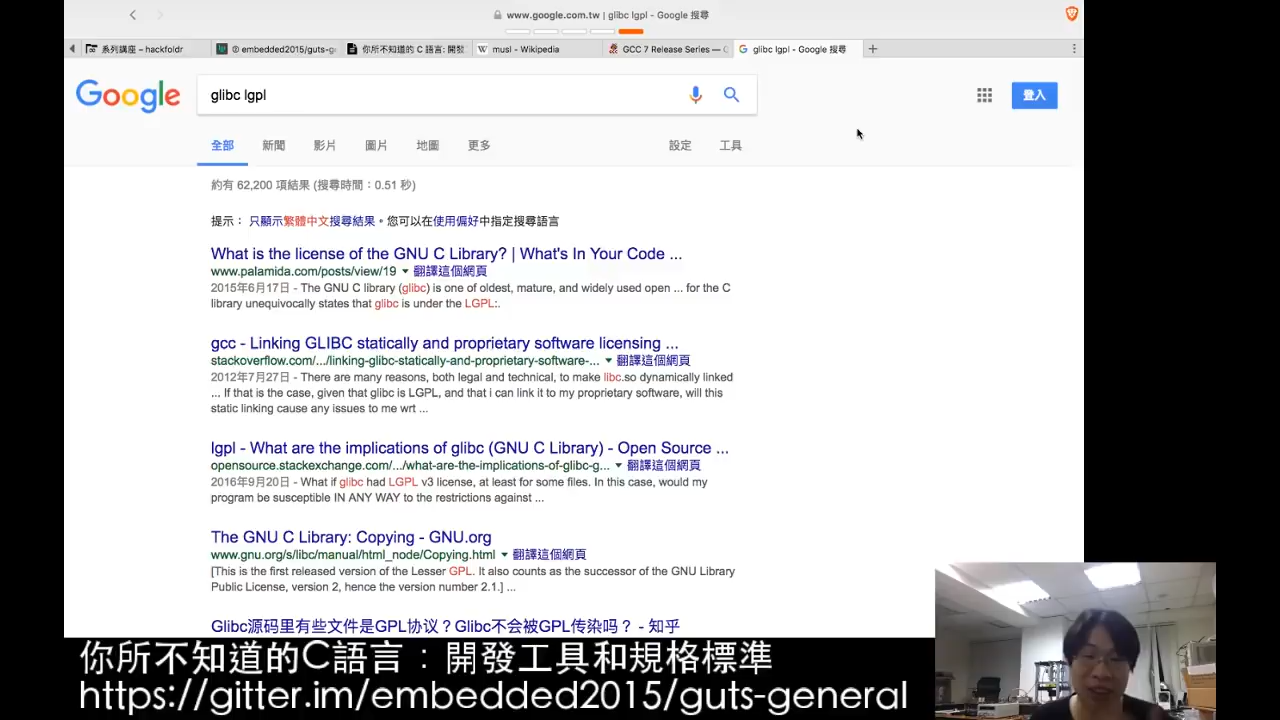 www.google.com.tw | glibc lgpl - Google 搜尋
系列講座 – hackfoldr
@ embedded2015/guts-g
你所不知道的 C 語言: 開發
W musl - Wikipedia
GCC 7 Release Series —
G glibc lgpl - Google 搜尋
Google
glibc lgpl
登入
全部 新聞 影片 圖片 地圖 更多 設定 工具
約有 62,200 項結果 (搜尋時間:0.51 秒)
提示: 只顯示繁體中文搜尋結果。您可以在使用偏好中指定搜尋語言
What is the license of the GNU C Library? | What's In Your Code ...
www.palamida.com/posts/view/19 翻譯這個網頁
2015年6月17日 - The GNU C library (glibc) is one of oldest, mature, and widely used open ... for the C
library unequivocally states that glibc is under the LGPL:.
gcc - Linking GLIBC statically and proprietary software licensing ...
stackoverflow.com/.../linking-glibc-statically-and-proprietary-software-... 翻譯這個網頁
2012年7月27日 - There are many reasons, both legal and technical, to make libc.so dynamically linked
... If that is the case, given that glibc is LGPL, and that i can link it to my proprietary software, will this
static linking cause any issues to me wrt ...
lgpl - What are the implications of glibc (GNU C Library) - Open Source ...
opensource.stackexchange.com/.../what-are-the-implications-of-glibc-g... 翻譯這個網頁
2016年9月20日 - What if glibc had LGPL v3 license, at least for some files. In this case, would my
program be susceptible IN ANY WAY to the restrictions against ...
The GNU C Library: Copying - GNU.org
www.gnu.org/s/libc/manual/html_node/Copying.html 翻譯這個網頁
[This is the first released version of the Lesser GPL. It also counts as the successor of the GNU Library
Public License, version 2, hence the version number 2.1.] ...
Glibc源码里有些文件是GPL协议?Glibc不会被GPL传染吗? - 知乎
你所不知道的C語言:開發工具和規格標準
https://gitter.im/embedded2015/guts-general